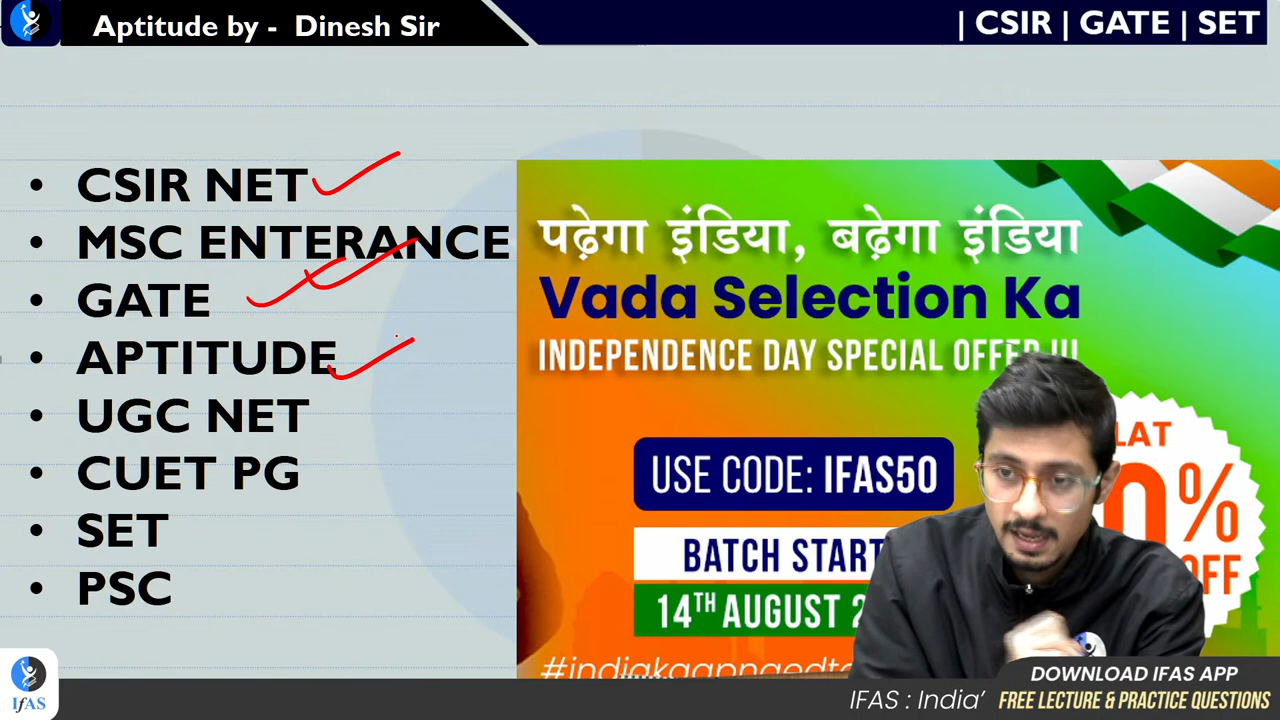 Aptitude by - Dinesh Sir
| CSIR | GATE | SET
• CSIR NET
• MSC ENTERANCE
• GATE
• APTITUDE
• UGC NET
• CUET PG
• SET
• PSC
पढ़ेगा इंडिया, बढ़ेगा इंडिया
Vada Selection Ka
INDEPENDENCE DAY SPECIAL OFFER !!!
USE CODE: IFAS50
LAT
0%
OFF
BATCH START
14TH AUGUST 2
IFAS
DOWNLOAD IFAS APP
IFAS : India'
FREE LECTURE & PRACTICE QUESTIONS